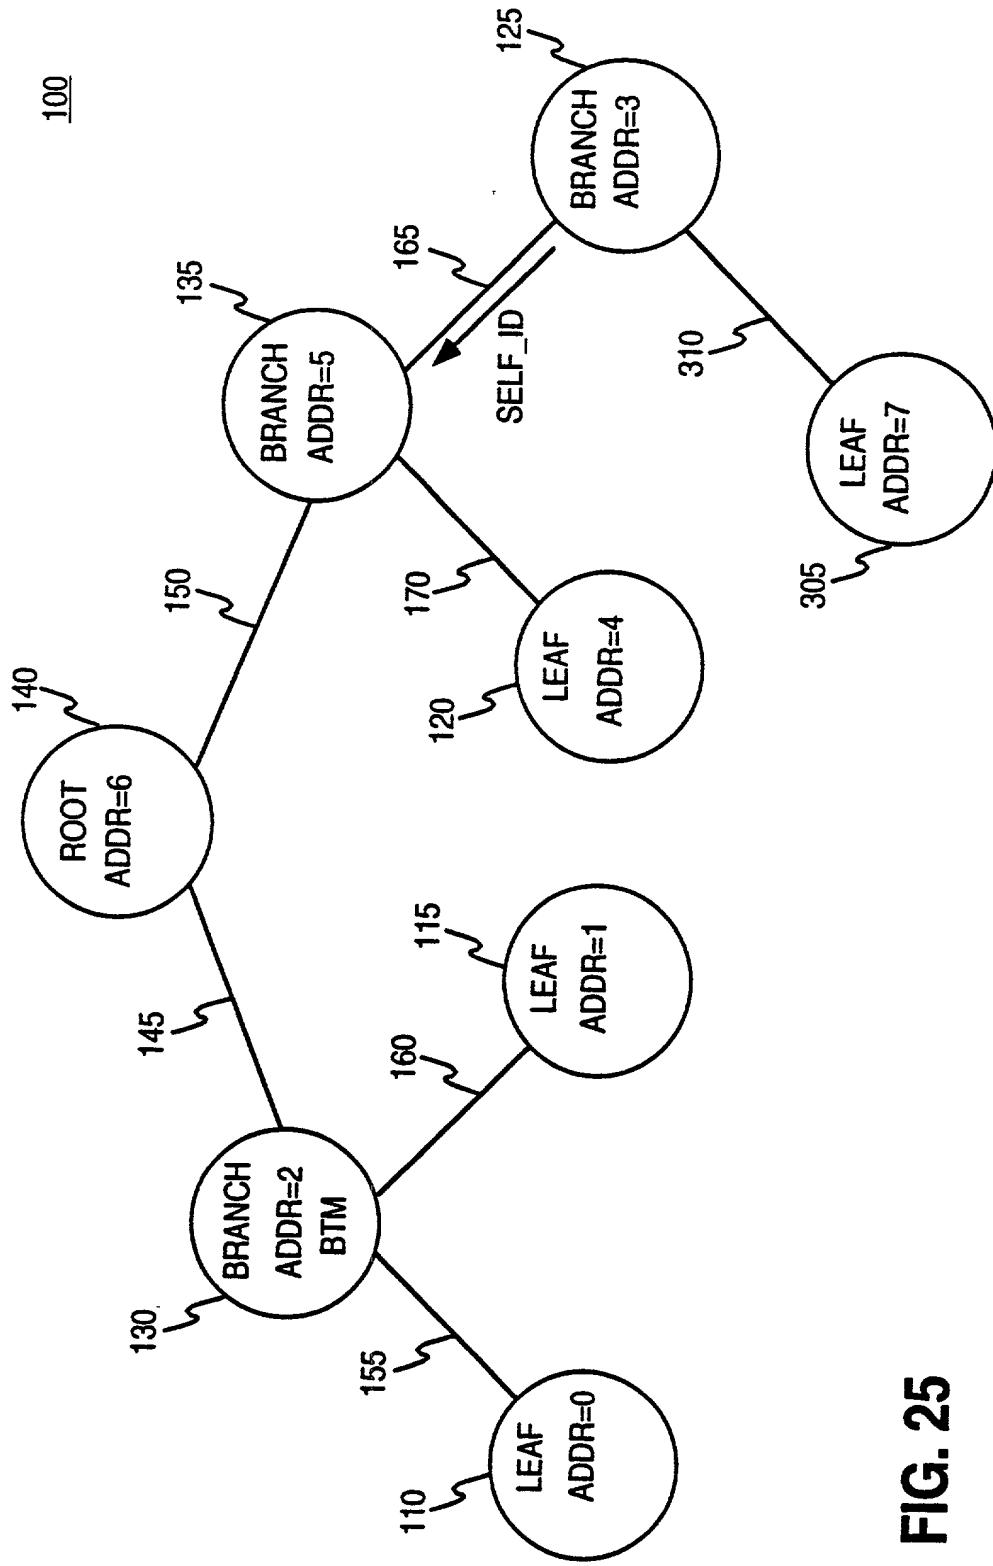 100
140
ROOT
ADDR=6
145
150
130
BRANCH
ADDR=2
BTM
135
BRANCH
ADDR=5
155
160
170
165
SELF_ID
110
LEAF
ADDR=0
115
LEAF
ADDR=1
120
LEAF
ADDR=4
125
BRANCH
ADDR=3
310
305
LEAF
ADDR=7
FIG. 25